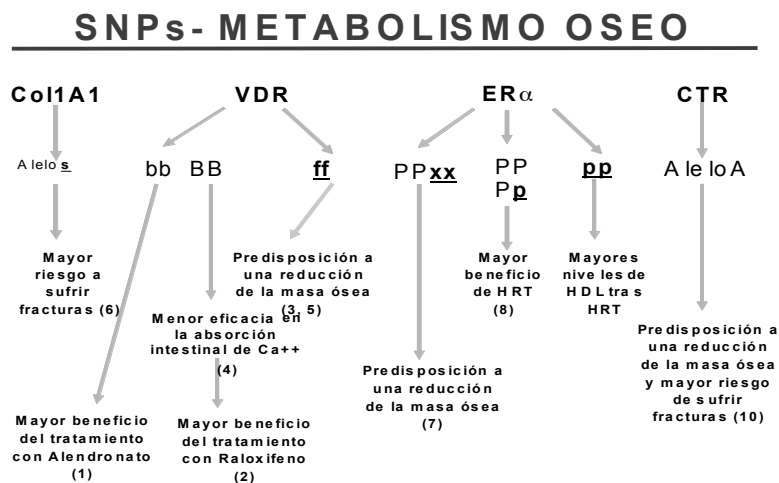 SNPs- METABOLISMO OSEO
Col1A1
VDR
ERα
CTR
Alelo s
bb
BB
ff
PPxx
PP
Pp
pp
Alelo A
Mayor
riesgo a
sufrir
fracturas (6)
Predisposición a
una reducción
de la masa ósea
(3, 5)
Menor eficacia en
la absorción
intestinal de Ca++
(4)
Mayor beneficio
del tratamiento
con Alendronato
(1)
Mayor beneficio
del tratamiento
con Raloxifeno
(2)
Predisposición a
una reducción
de la masa ósea
(7)
Mayor
beneficio
de HRT
(8)
Mayores
niveles de
HDL tras
HRT
Predisposición a
una reducción
de la masa ósea
y mayor riesgo
de sufrir
fracturas (10)